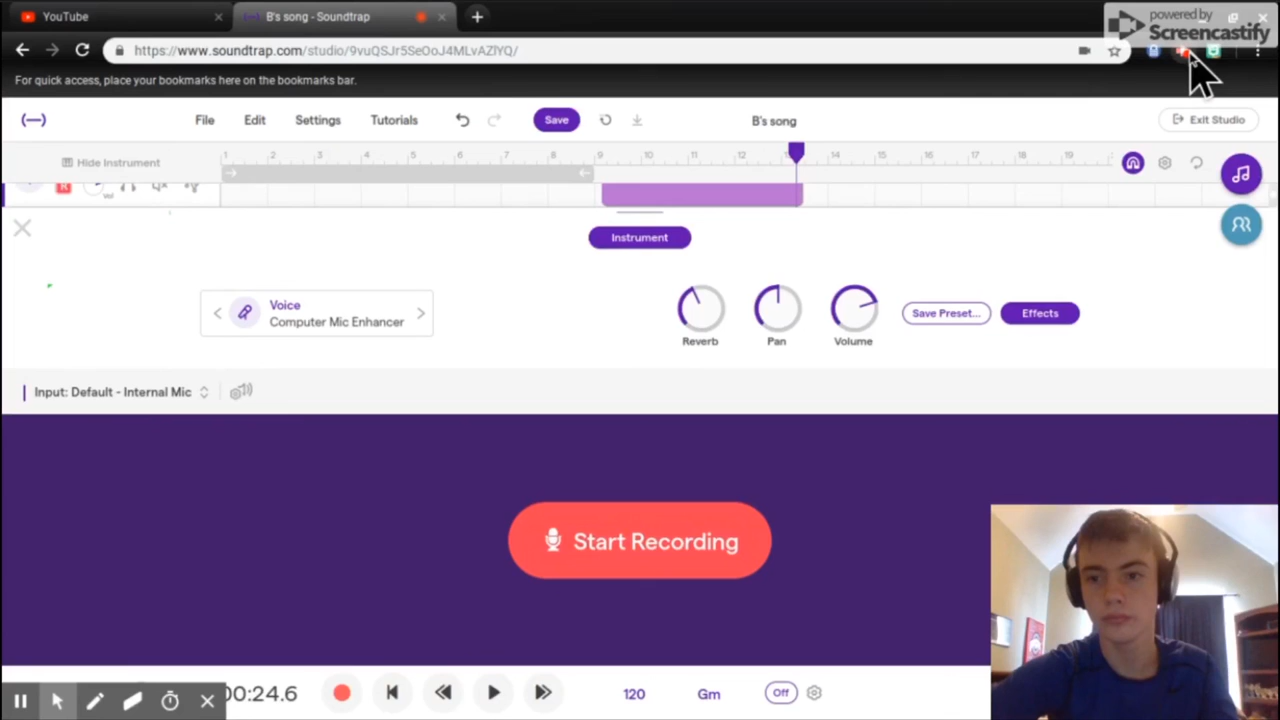 YouTube
B's song - Soundtrap
powered by
Screencastify
https://www.soundtrap.com/studio/9vuQSJr5SeOoJ4MLvAZlYQ/
For quick access, place your bookmarks here on the bookmarks bar.
File Edit Settings Tutorials Save B's song Exit Studio
Hide Instrument 1 2 3 4 5 6 7 8 9 10 11 12 13 14 15 16 17 18 19
R Vol
Instrument
Voice
Computer Mic Enhancer
Save Preset... Effects
Reverb Pan Volume
Input: Default - Internal Mic
Start Recording
00:24.6 120 Gm Off